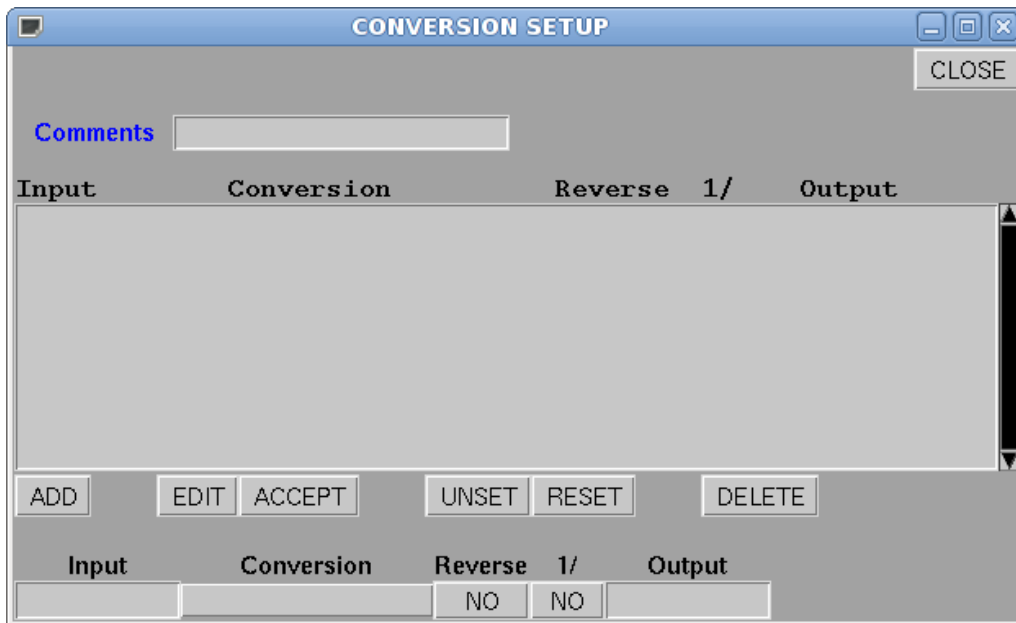 CONVERSION SETUP
CLOSE
Comments
Input Conversion Reverse 1/ Output
ADD EDIT ACCEPT UNSET RESET DELETE
Input Conversion Reverse 1/ Output
NO NO